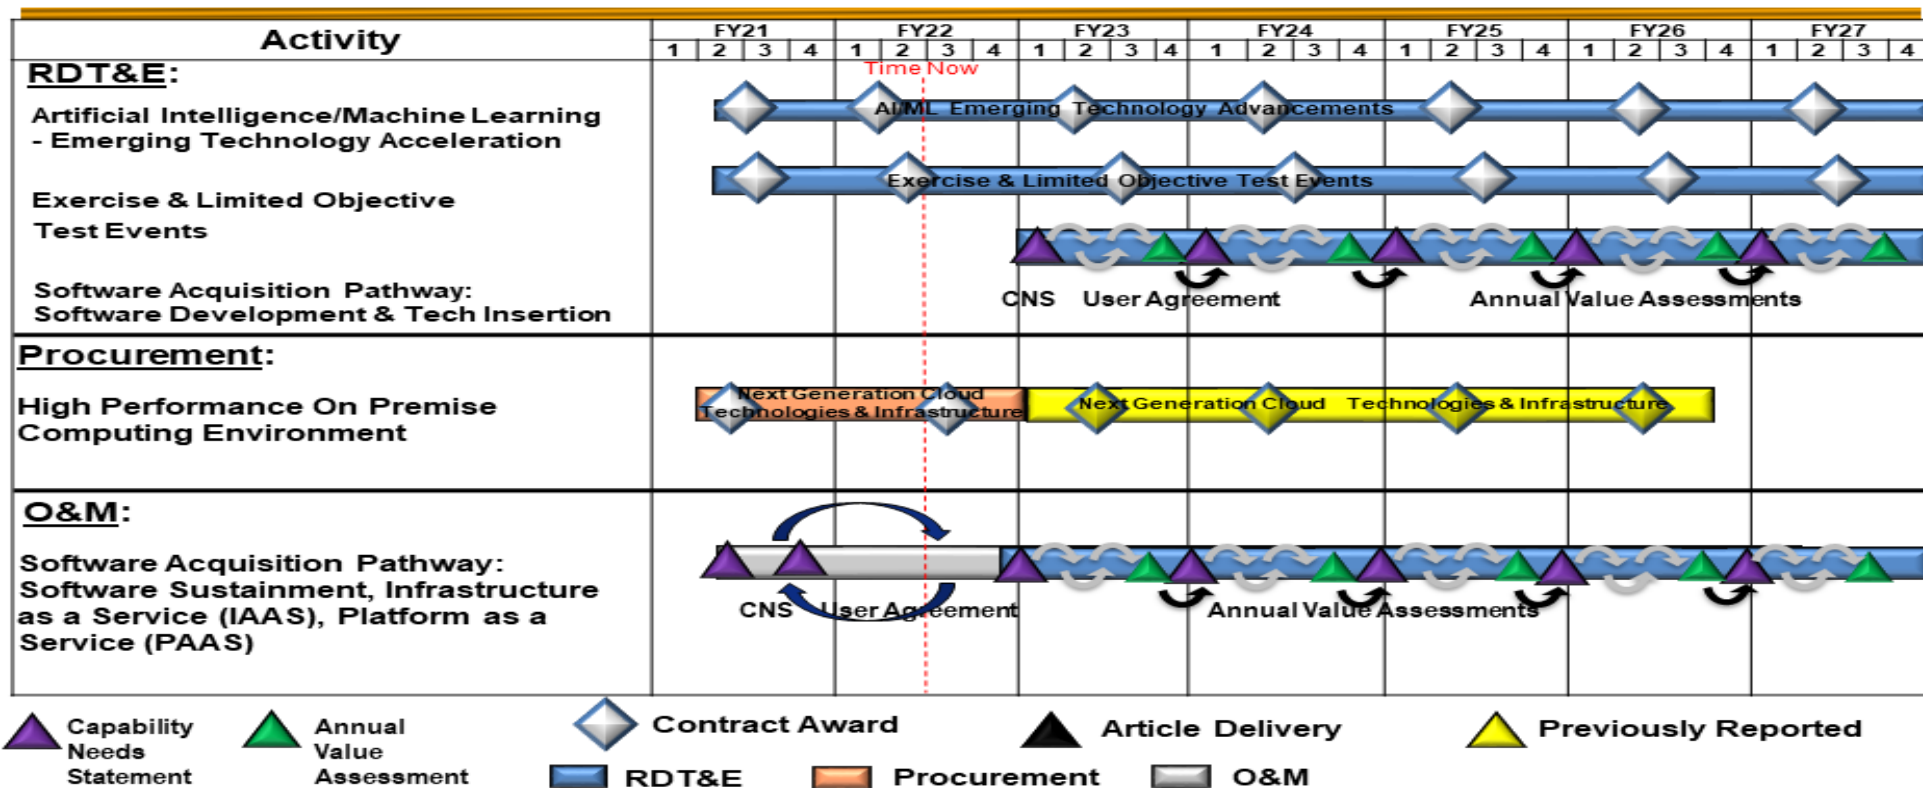 Activity
FY21 FY22 FY23 FY24 FY25 FY26 FY27
1 2 3 4 1 2 3 4 1 2 3 4 1 2 3 4 1 2 3 4 1 2 3 4 1 2 3 4
Time Now
RDT&E:
Artificial Intelligence/Machine Learning
- Emerging Technology Acceleration
AI/ML Emerging Technology Advancements
Exercise & Limited Objective
Test Events
Exercise & Limited Objective Test Events
Software Acquisition Pathway:
Software Development & Tech Insertion
CNS User Agreement Annual Value Assessments
Procurement:
High Performance On Premise
Computing Environment
Next Generation Cloud
Technologies & Infrastructure
Next Generation Cloud Technologies & Infrastructure
O&M:
Software Acquisition Pathway:
Software Sustainment, Infrastructure
as a Service (IAAS), Platform as a
Service (PAAS)
CNS User Agreement Annual Value Assessments
Capability
Needs
Statement
Annual
Value
Assessment
Contract Award
Article Delivery
Previously Reported
RDT&E
Procurement
O&M